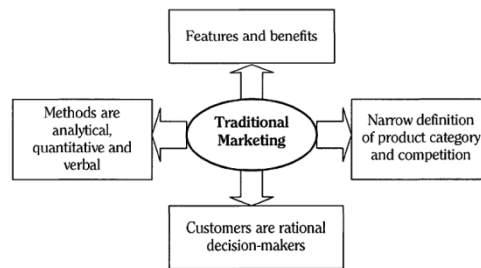 Features and benefits
Methods are
analytical,
quantitative and
verbal
Traditional
Marketing
Narrow definition
of product category
and competition
Customers are rational
decision-makers